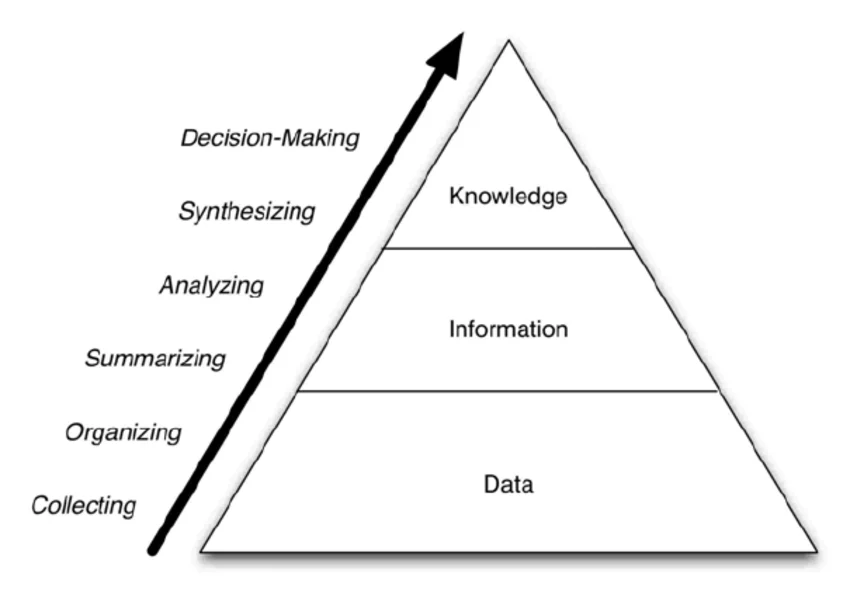 Decision-Making
Synthesizing
Knowledge
Analyzing
Information
Summarizing
Organizing
Data
Collecting